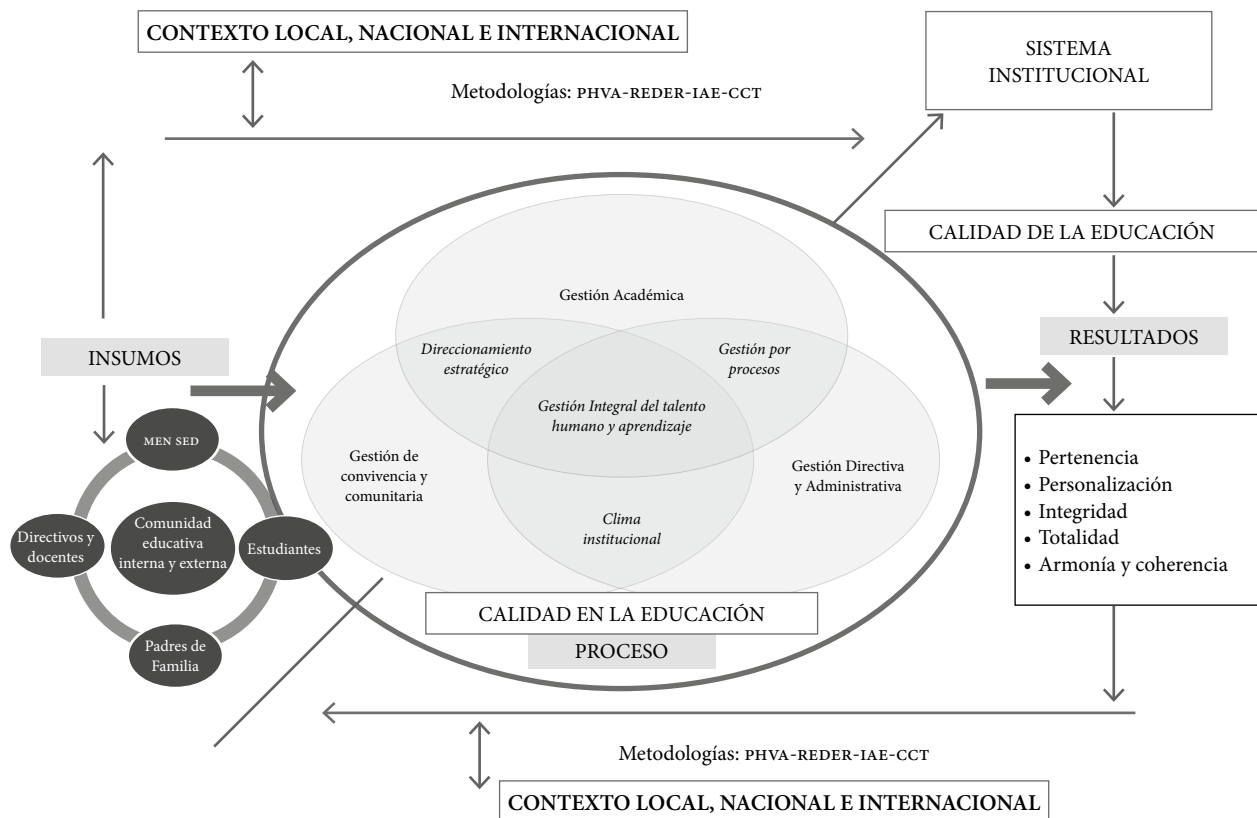 CONTEXTO LOCAL, NACIONAL E INTERNACIONAL
Metodologías: PHVA-REDER-IAE-CCT
SISTEMA
INSTITUCIONAL
CALIDAD DE LA EDUCACIÓN
RESULTADOS
• Pertenencia
• Personalización
• Integridad
• Totalidad
• Armonía y coherencia
INSUMOS
MEN SED
Directivos y
docentes
Comunidad
educativa
interna y externa
Estudiantes
Padres de
Familia
Gestión Académica
Direccionamiento
estratégico
Gestión por
procesos
Gestión Integral del talento
humano y aprendizaje
Gestión de
convivencia y
comunitaria
Gestión Directiva
y Administrativa
Clima
institucional
CALIDAD EN LA EDUCACIÓN
PROCESO
Metodologías: PHVA-REDER-IAE-CCT
CONTEXTO LOCAL, NACIONAL E INTERNACIONAL